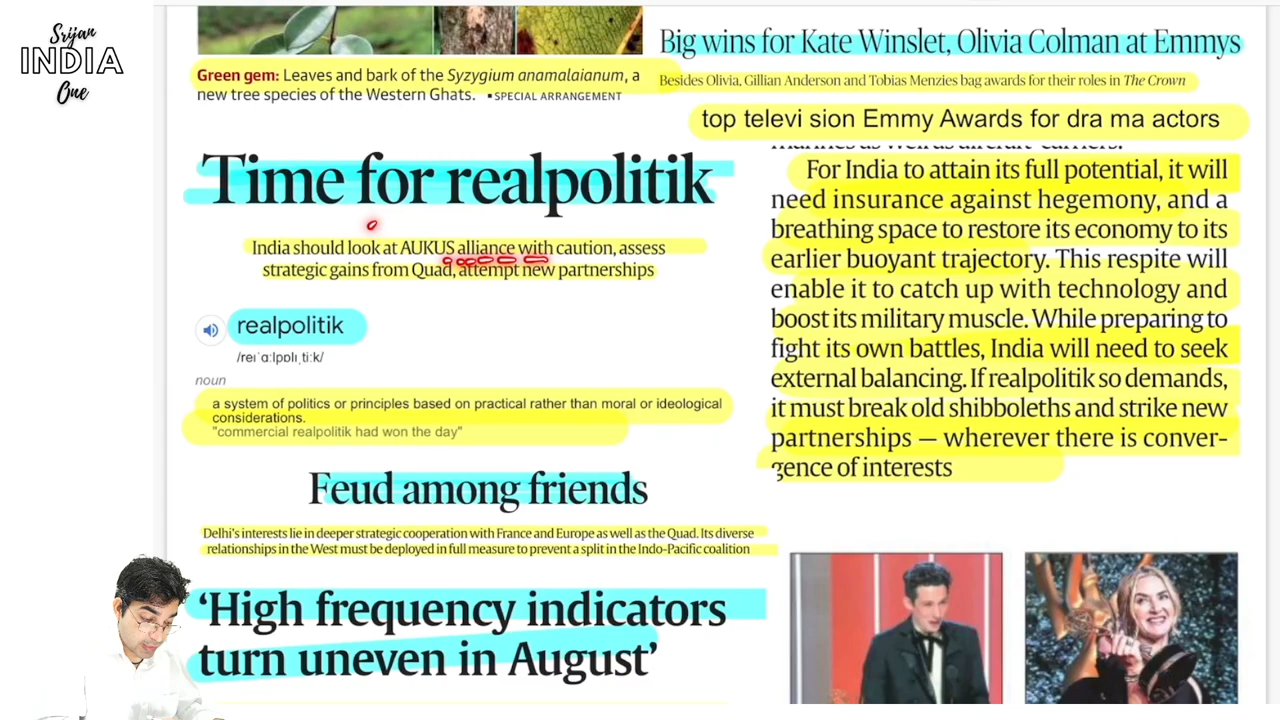 Srijan
INDIA
One
Green gem: Leaves and bark of the Syzygium anamalaianum, a
new tree species of the Western Ghats. ▪SPECIAL ARRANGEMENT
Time for realpolitik
India should look at AUKUS alliance with caution, assess
strategic gains from Quad, attempt new partnerships
realpolitik
/reɪˈɑːlpɒlɪˌtiːk/
noun
a system of politics or principles based on practical rather than moral or ideological
considerations.
"commercial realpolitik had won the day"
Feud among friends
Delhi's interests lie in deeper strategic cooperation with France and Europe as well as the Quad. Its diverse
relationships in the West must be deployed in full measure to prevent a split in the Indo-Pacific coalition
‘High frequency indicators
turn uneven in August’
Big wins for Kate Winslet, Olivia Colman at Emmys
Besides Olivia, Gillian Anderson and Tobias Menzies bag awards for their roles in The Crown
top televi sion Emmy Awards for dra ma actors
For India to attain its full potential, it will
need insurance against hegemony, and a
breathing space to restore its economy to its
earlier buoyant trajectory. This respite will
enable it to catch up with technology and
boost its military muscle. While preparing to
fight its own battles, India will need to seek
external balancing. If realpolitik so demands,
it must break old shibboleths and strike new
partnerships — wherever there is conver-
gence of interests